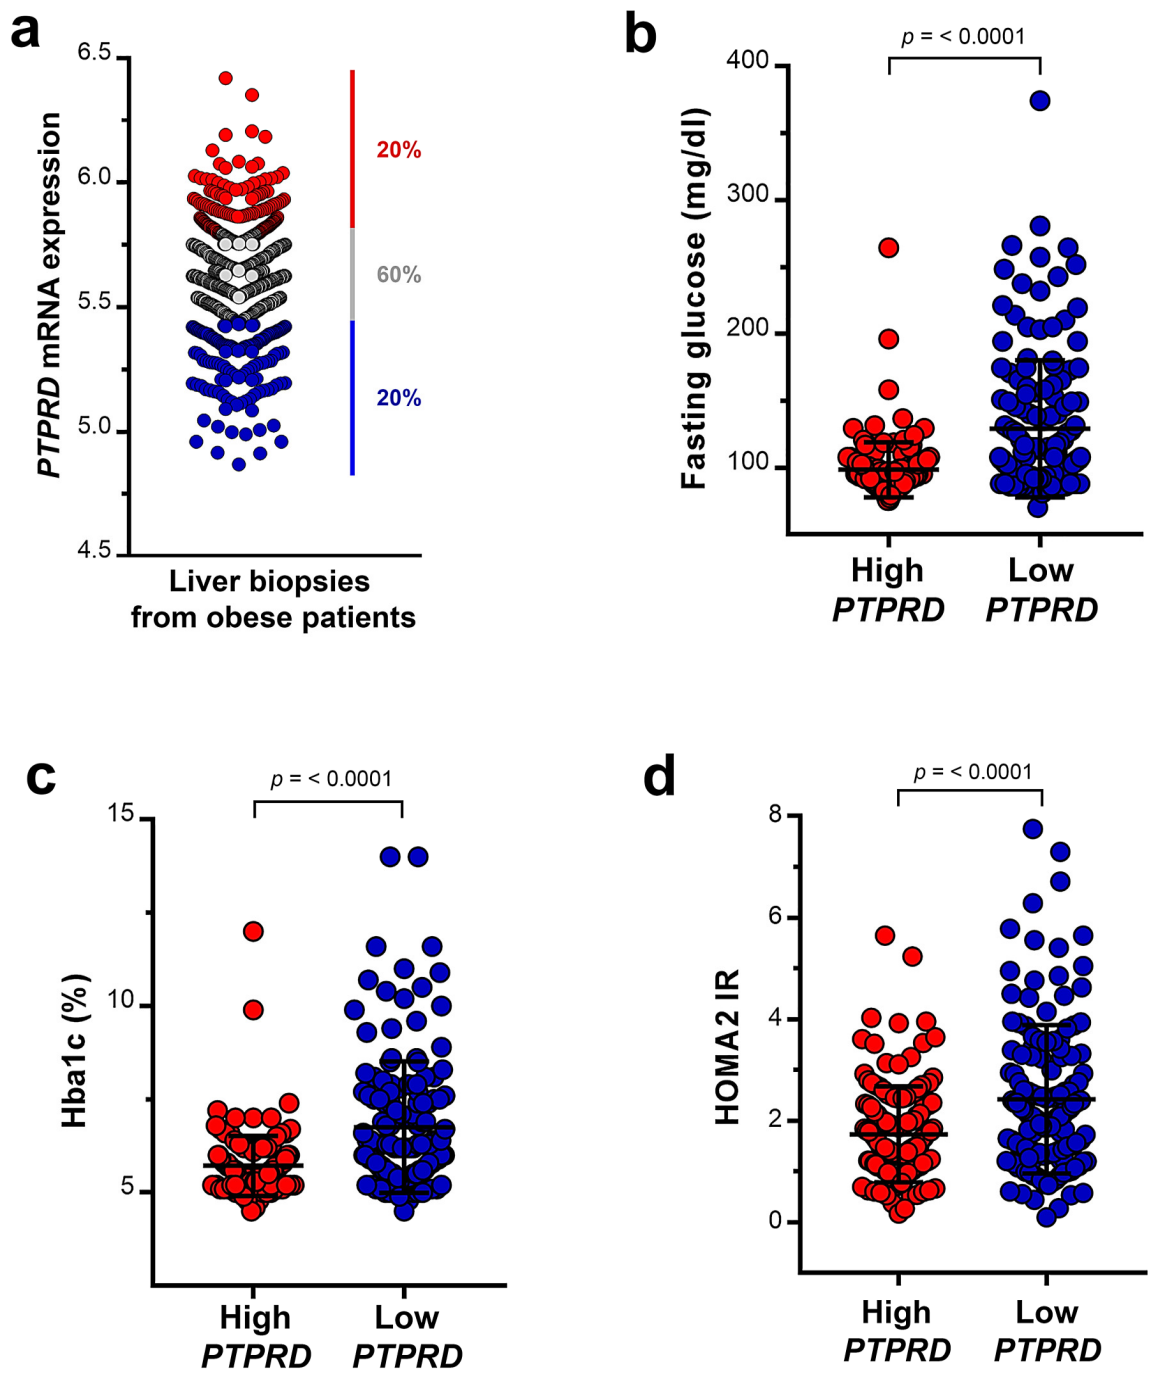 a
PTPRD mRNA expression
6.5
6.0
5.5
5.0
4.5
20%
60%
20%
Liver biopsies
from obese patients
b
p = < 0.0001
Fasting glucose (mg/dl)
400
300
200
100
High
PTPRD
Low
PTPRD
c
p = < 0.0001
Hba1c (%)
15
10
5
High
PTPRD
Low
PTPRD
d
p = < 0.0001
HOMA2 IR
8
6
4
2
0
High
PTPRD
Low
PTPRD